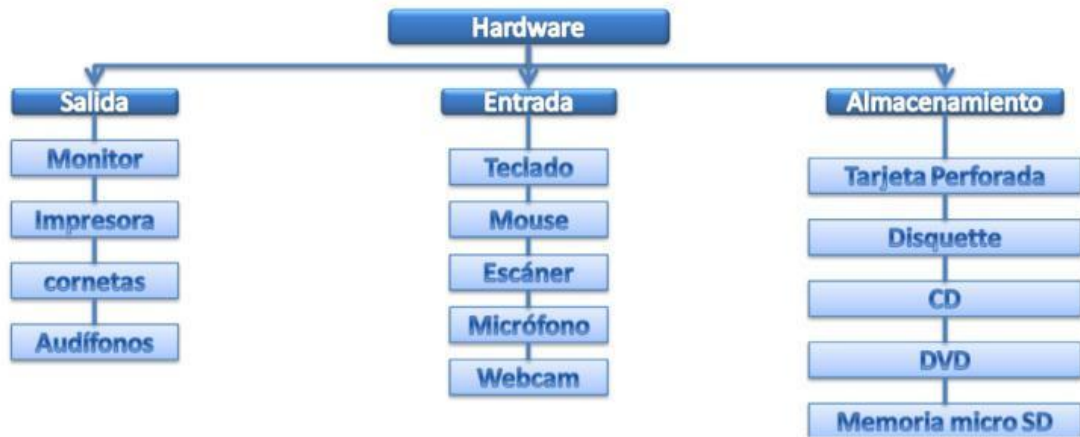 Hardware
Salida
Monitor
Impresora
cornetas
Audífonos
Entrada
Teclado
Mouse
Escáner
Micrófono
Webcam
Almacenamiento
Tarjeta Perforada
Disquette
CD
DVD
Memoria micro SD